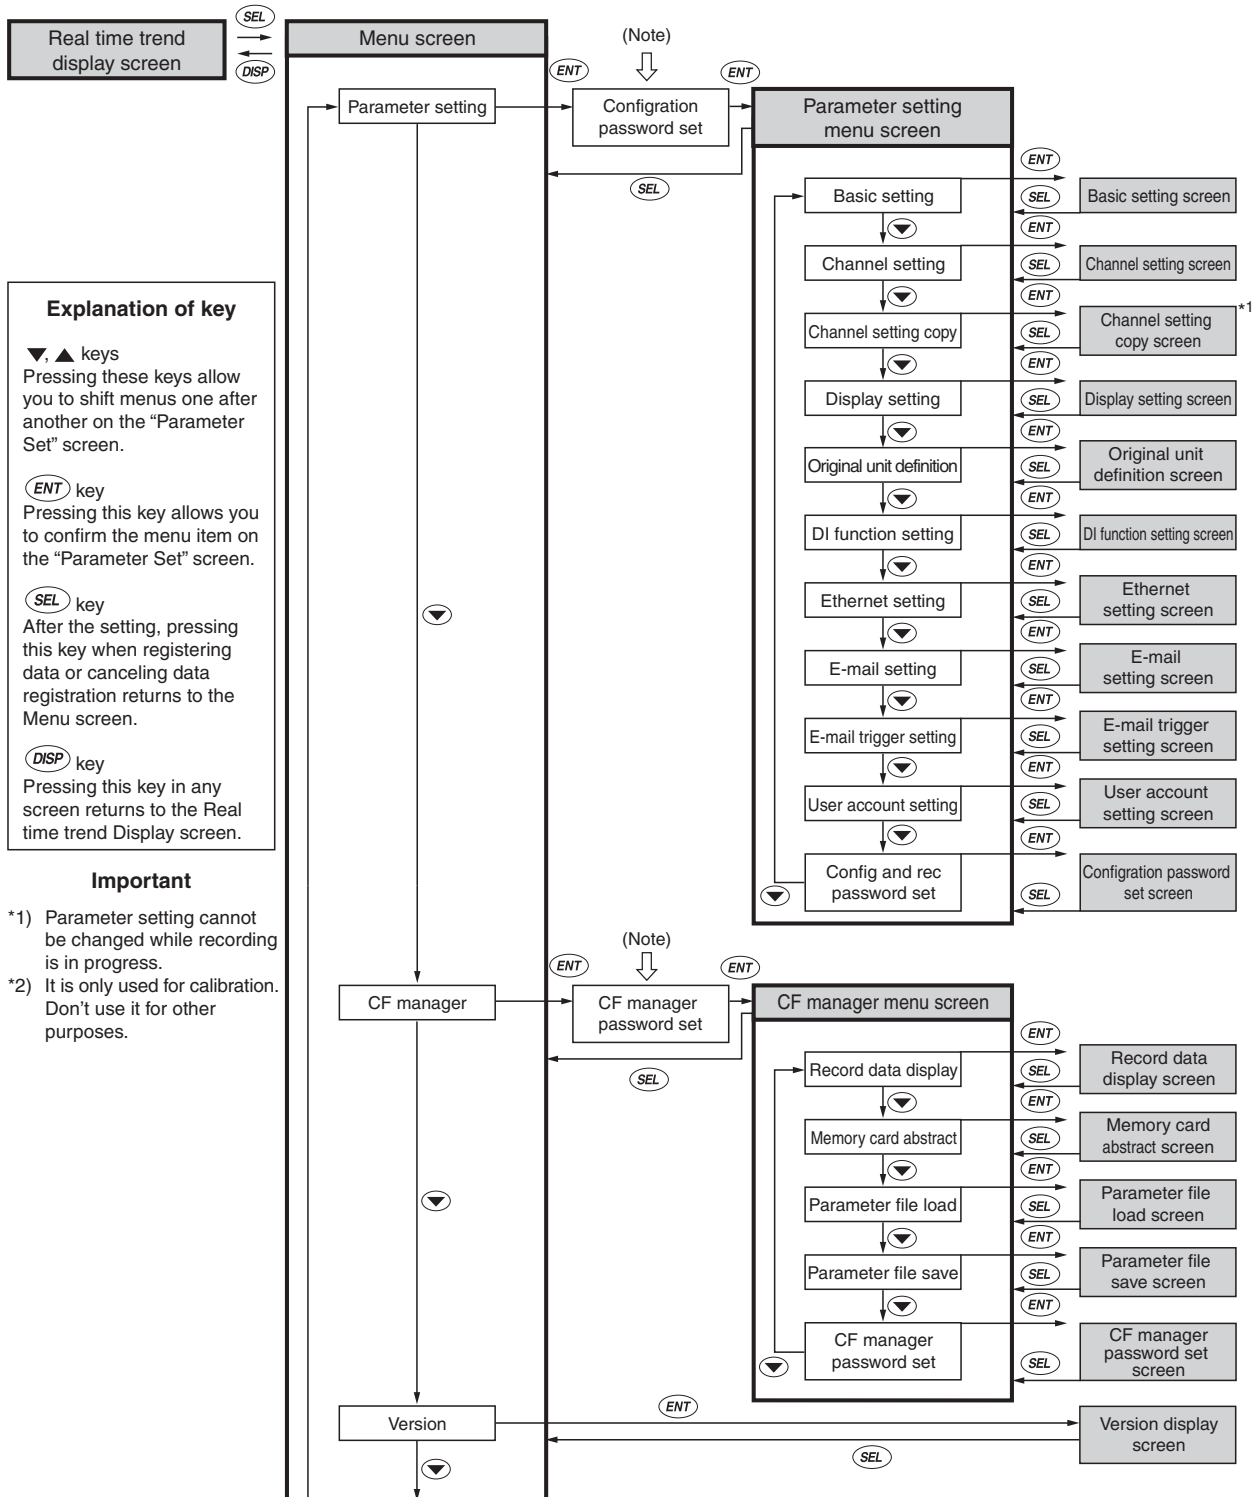 Real time trend
display screen
SEL
DISP
Menu screen
(Note)
ENT
ENT
Parameter setting
Configration
password set
Parameter setting
menu screen
SEL
ENT
Basic setting
SEL
Basic setting screen
ENT
Channel setting
SEL
Channel setting screen
ENT
Channel setting copy
SEL
Channel setting
copy screen
*1
ENT
Display setting
SEL
Display setting screen
ENT
Original unit definition
SEL
Original unit
definition screen
ENT
DI function setting
SEL
DI function setting screen
ENT
Ethernet setting
SEL
Ethernet
setting screen
ENT
E-mail setting
SEL
E-mail
setting screen
ENT
E-mail trigger setting
SEL
E-mail trigger
setting screen
ENT
User account setting
SEL
User account
setting screen
ENT
Config and rec
password set
SEL
Configration password
set screen
Explanation of key
▼, ▲ keys
Pressing these keys allow
you to shift menus one after
another on the “Parameter
Set” screen.
ENT key
Pressing this key allows you
to confirm the menu item on
the “Parameter Set” screen.
SEL key
After the setting, pressing
this key when registering
data or canceling data
registration returns to the
Menu screen.
DISP key
Pressing this key in any
screen returns to the Real
time trend Display screen.
Important
*1) Parameter setting cannot
be changed while recording
is in progress.
*2) It is only used for calibration.
Don’t use it for other
purposes.
(Note)
ENT
ENT
CF manager
CF manager
password set
CF manager menu screen
SEL
ENT
Record data display
SEL
Record data
display screen
ENT
Memory card abstract
SEL
Memory card
abstract screen
ENT
Parameter file load
SEL
Parameter file
load screen
ENT
Parameter file save
SEL
Parameter file
save screen
ENT
CF manager
password set
SEL
CF manager
password set
screen
Version
ENT
SEL
Version display
screen